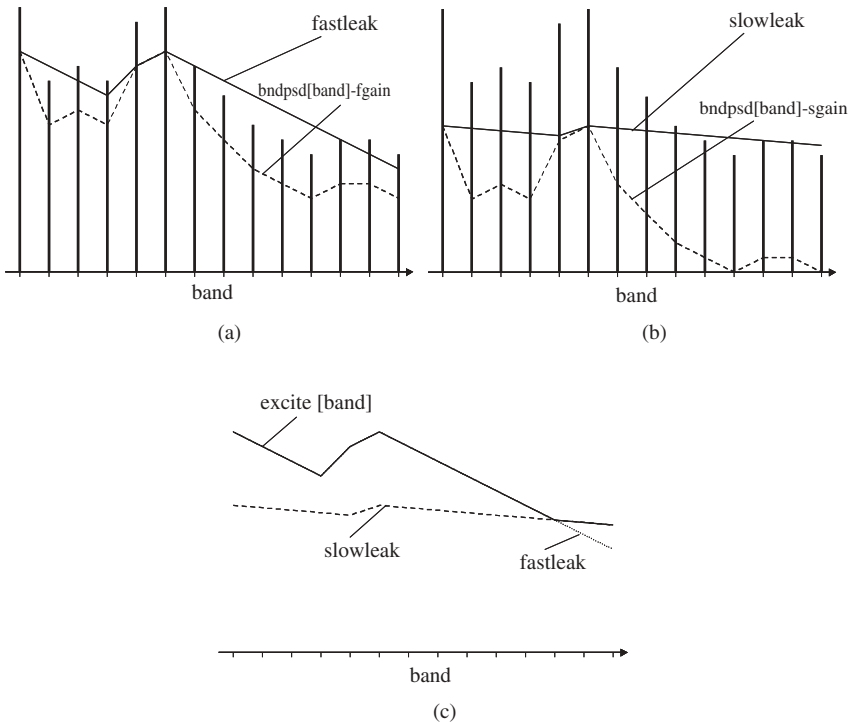 fastleak
bndpsd[band]-fgain
band
(a)
slowleak
bndpsd[band]-sgain
band
(b)
excite [band]
slowleak
fastleak
band
(c)